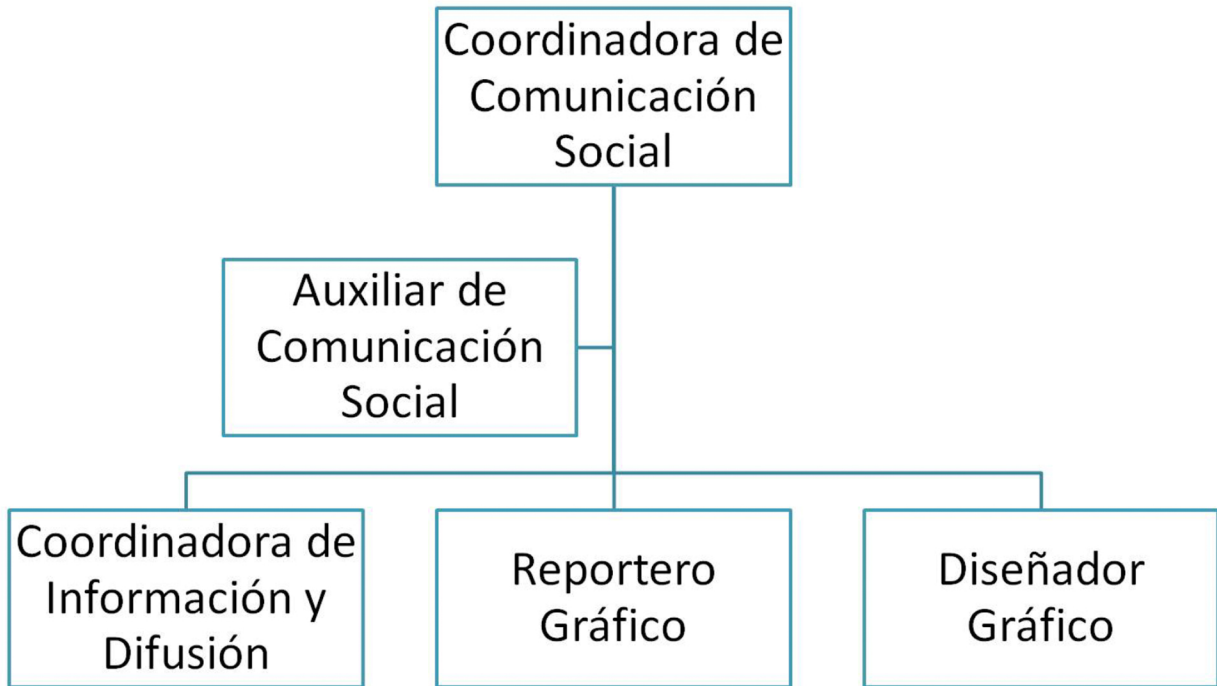 Coordinadora de
Comunicación
Social
Auxiliar de
Comunicación
Social
Coordinadora de
Información y
Difusión
Reportero
Gráfico
Diseñador
Gráfico